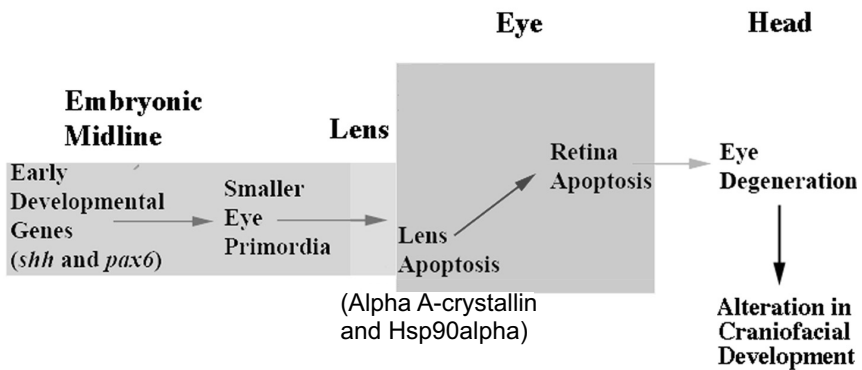 Eye
Head
Embryonic
Midline
Lens
Early
Developmental
Genes
(shh and pax6)
Smaller
Eye
Primordia
Lens
Apoptosis
(Alpha A-crystallin
and Hsp90alpha)
Retina
Apoptosis
Eye
Degeneration
Alteration in
Craniofacial
Development